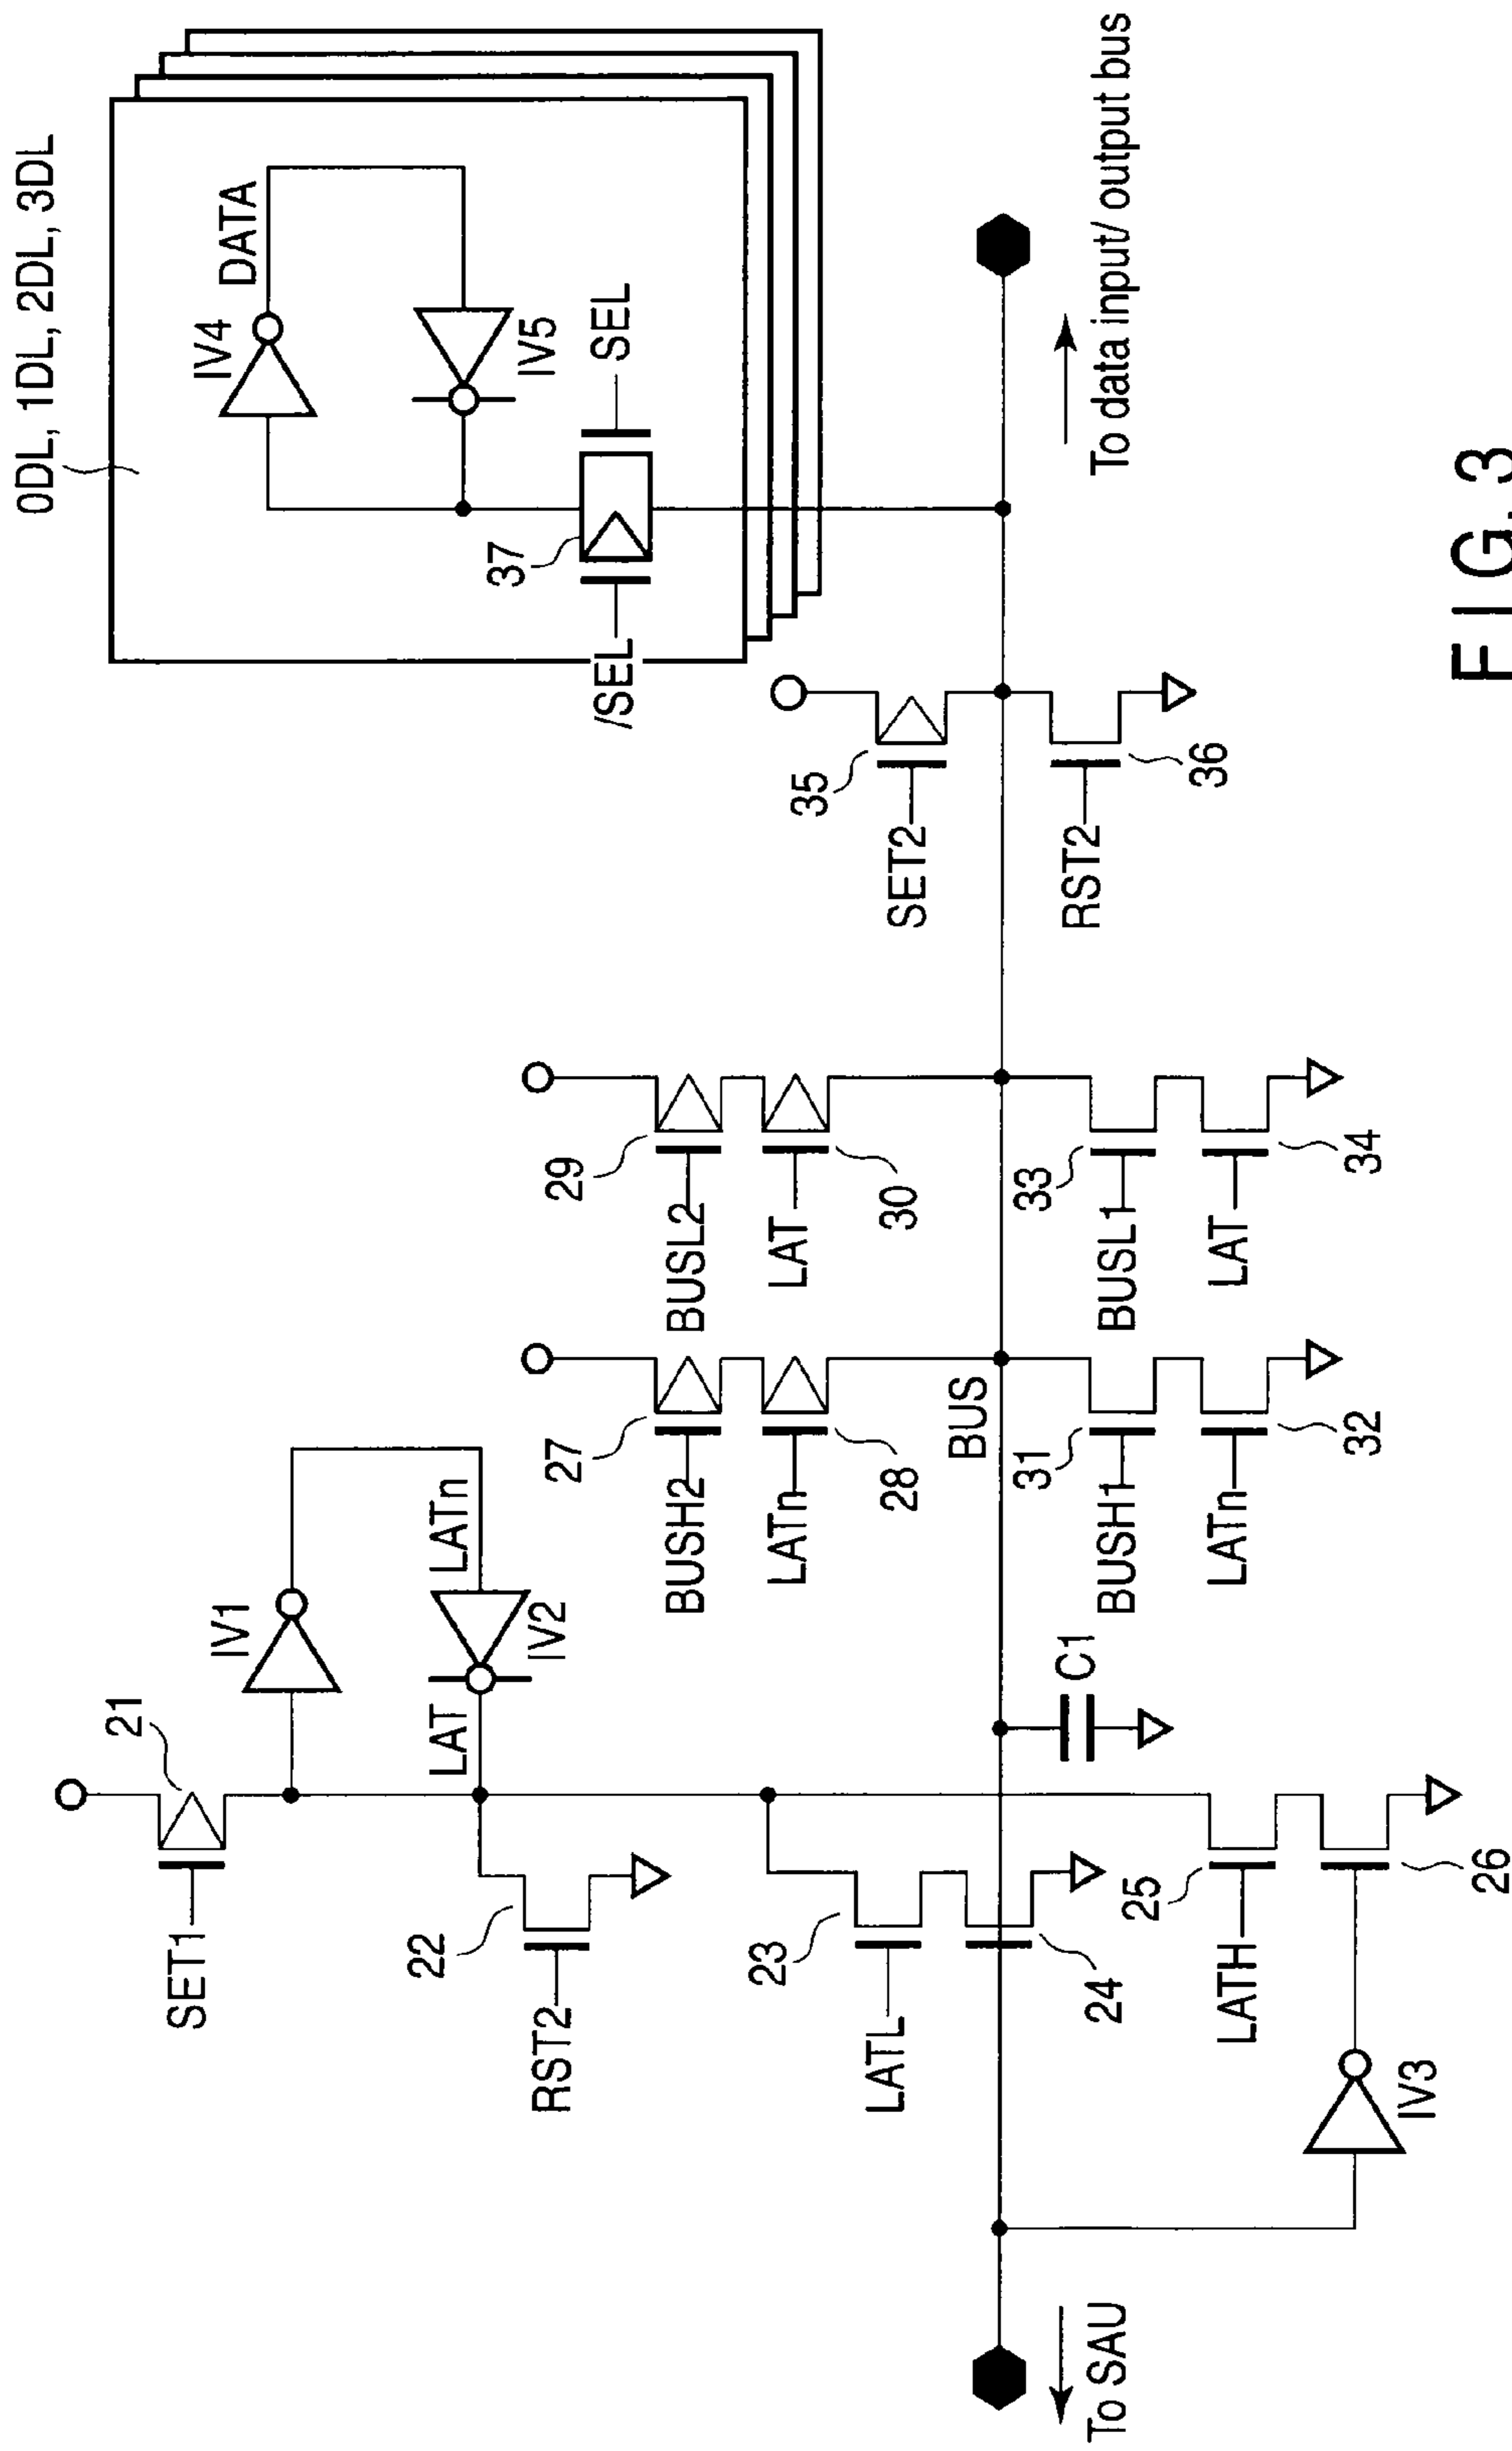 0DL, 1DL, 2DL, 3DL
IV4
DATA
IV5
37
SEL
/SEL
To data input/ output bus
35
SET2
RST2
36
29
BUSL2
LAT
30
33
BUSL1
LAT
34
27
BUSH2
LATn
28
BUS
31
BUSH1
LATn
32
IV1
LATn
IV2
LAT
21
SET1
22
RST2
C1
23
LATL
24
25
LATH
26
IV3
To SAU
FIG. 3